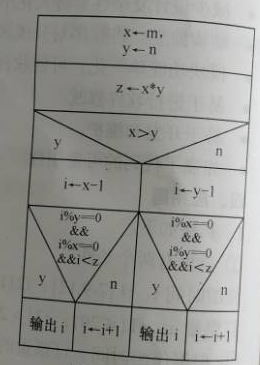 x←m,
y←n
z←x*y
x>y
y
n
i←x-1
i←y-1
i%y==0
&&
i%x==0
&&i<z
y
n
i%x==0
&&
i%y==0
&&i<z
y
n
输出 i
i←i+1
输出 i
i←i+1